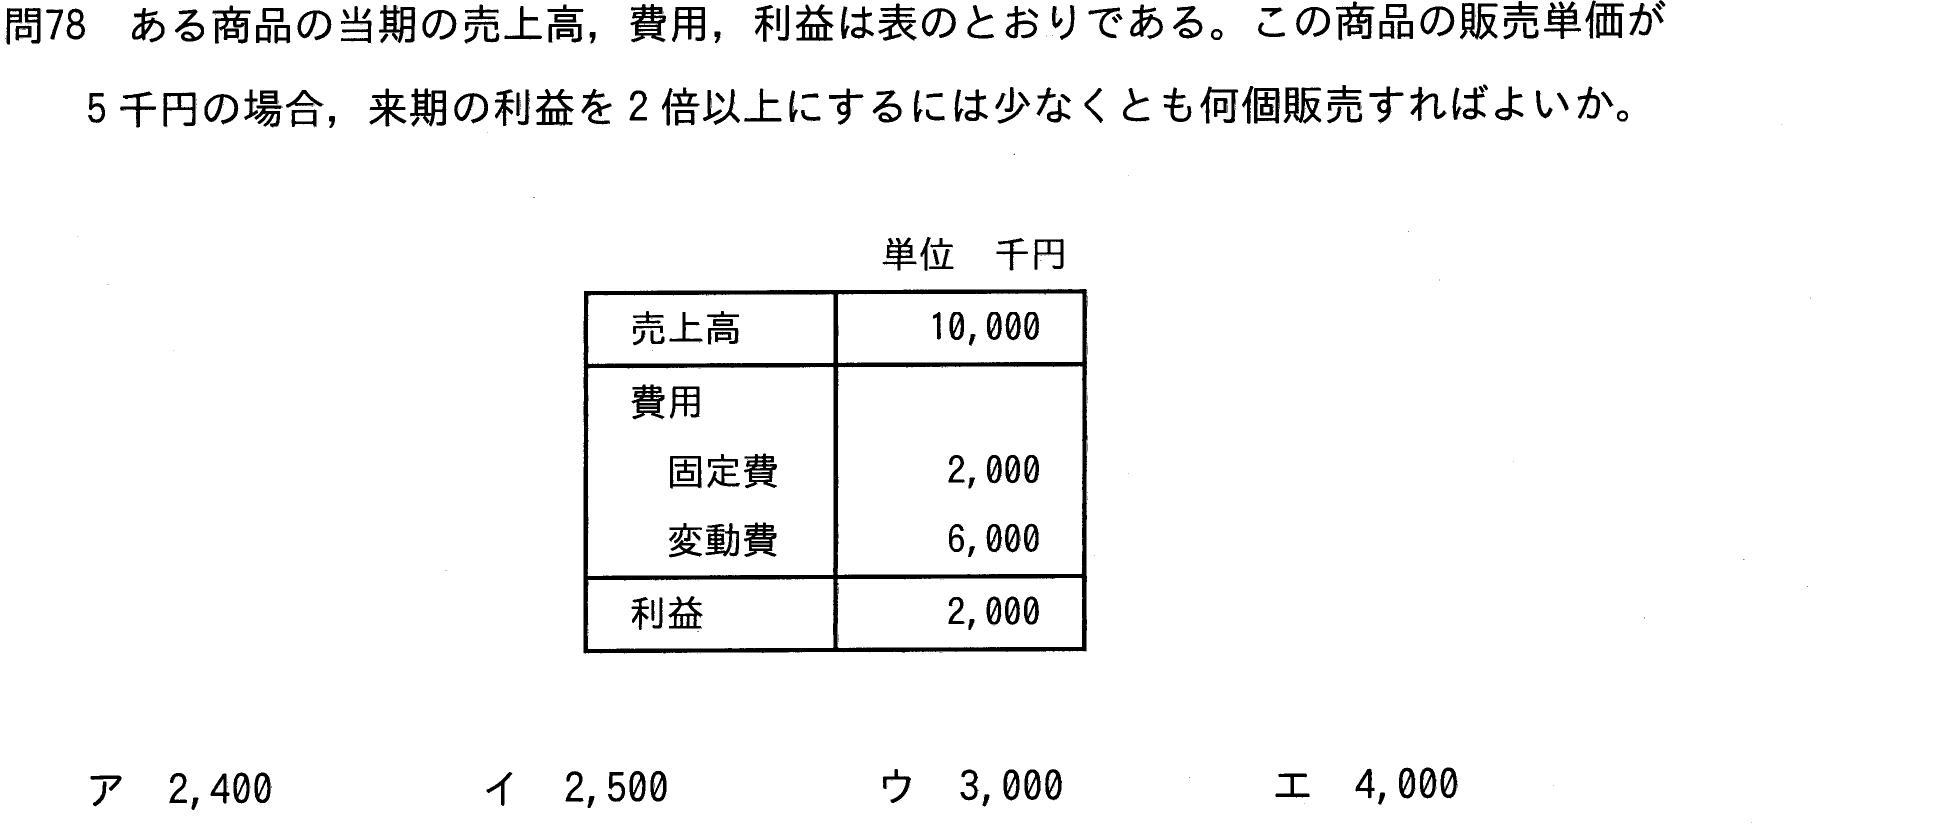 問78　ある商品の当期の売上高，費用，利益は表のとおりである。この商品の販売単価が
5千円の場合，来期の利益を2倍以上にするには少なくとも何個販売すればよいか。
単位　千円
売上高　10,000
費用
固定費　2,000
変動費　6,000
利益　2,000
ア　2,400　イ　2,500　ウ　3,000　エ　4,000